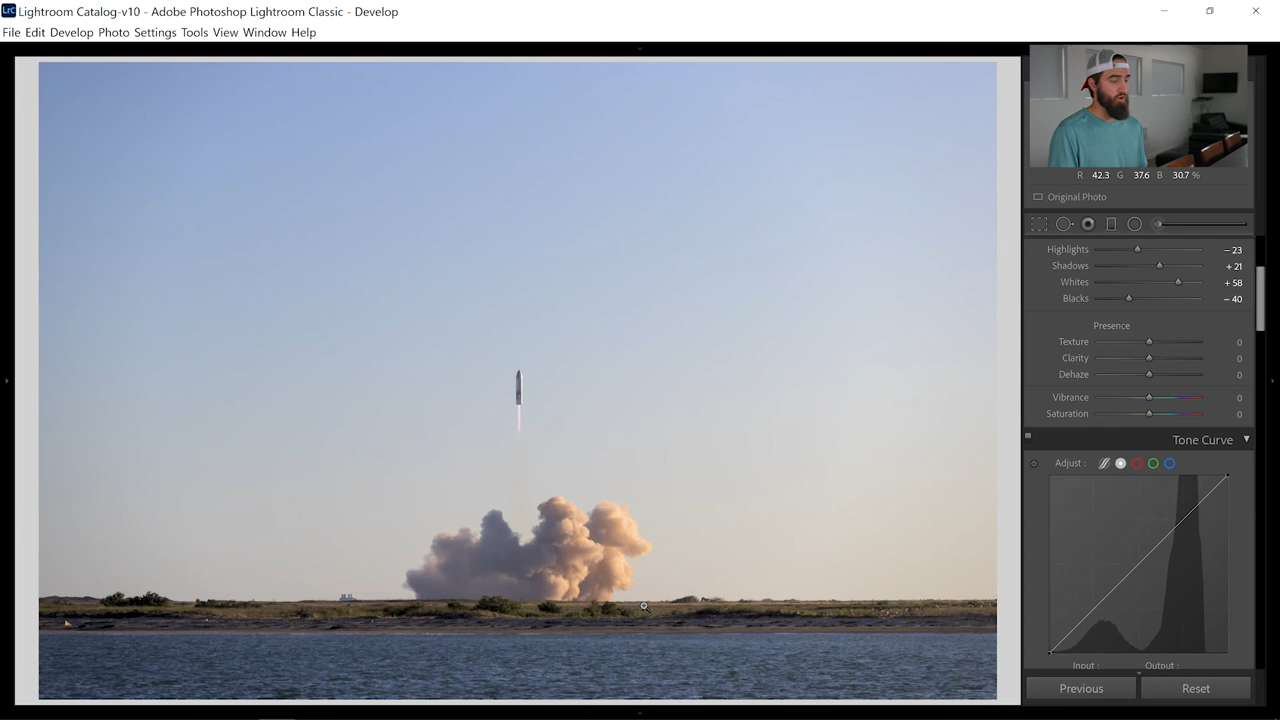 LrC Lightroom Catalog-v10 - Adobe Photoshop Lightroom Classic - Develop
File Edit Develop Photo Settings Tools View Window Help
R 42.3 G 37.6 B 30.7 %
Original Photo
Highlights - 23
Shadows + 21
Whites + 58
Blacks - 40
Presence
Texture 0
Clarity 0
Dehaze 0
Vibrance 0
Saturation 0
Tone Curve
Adjust :
Input : Output :
Previous Reset